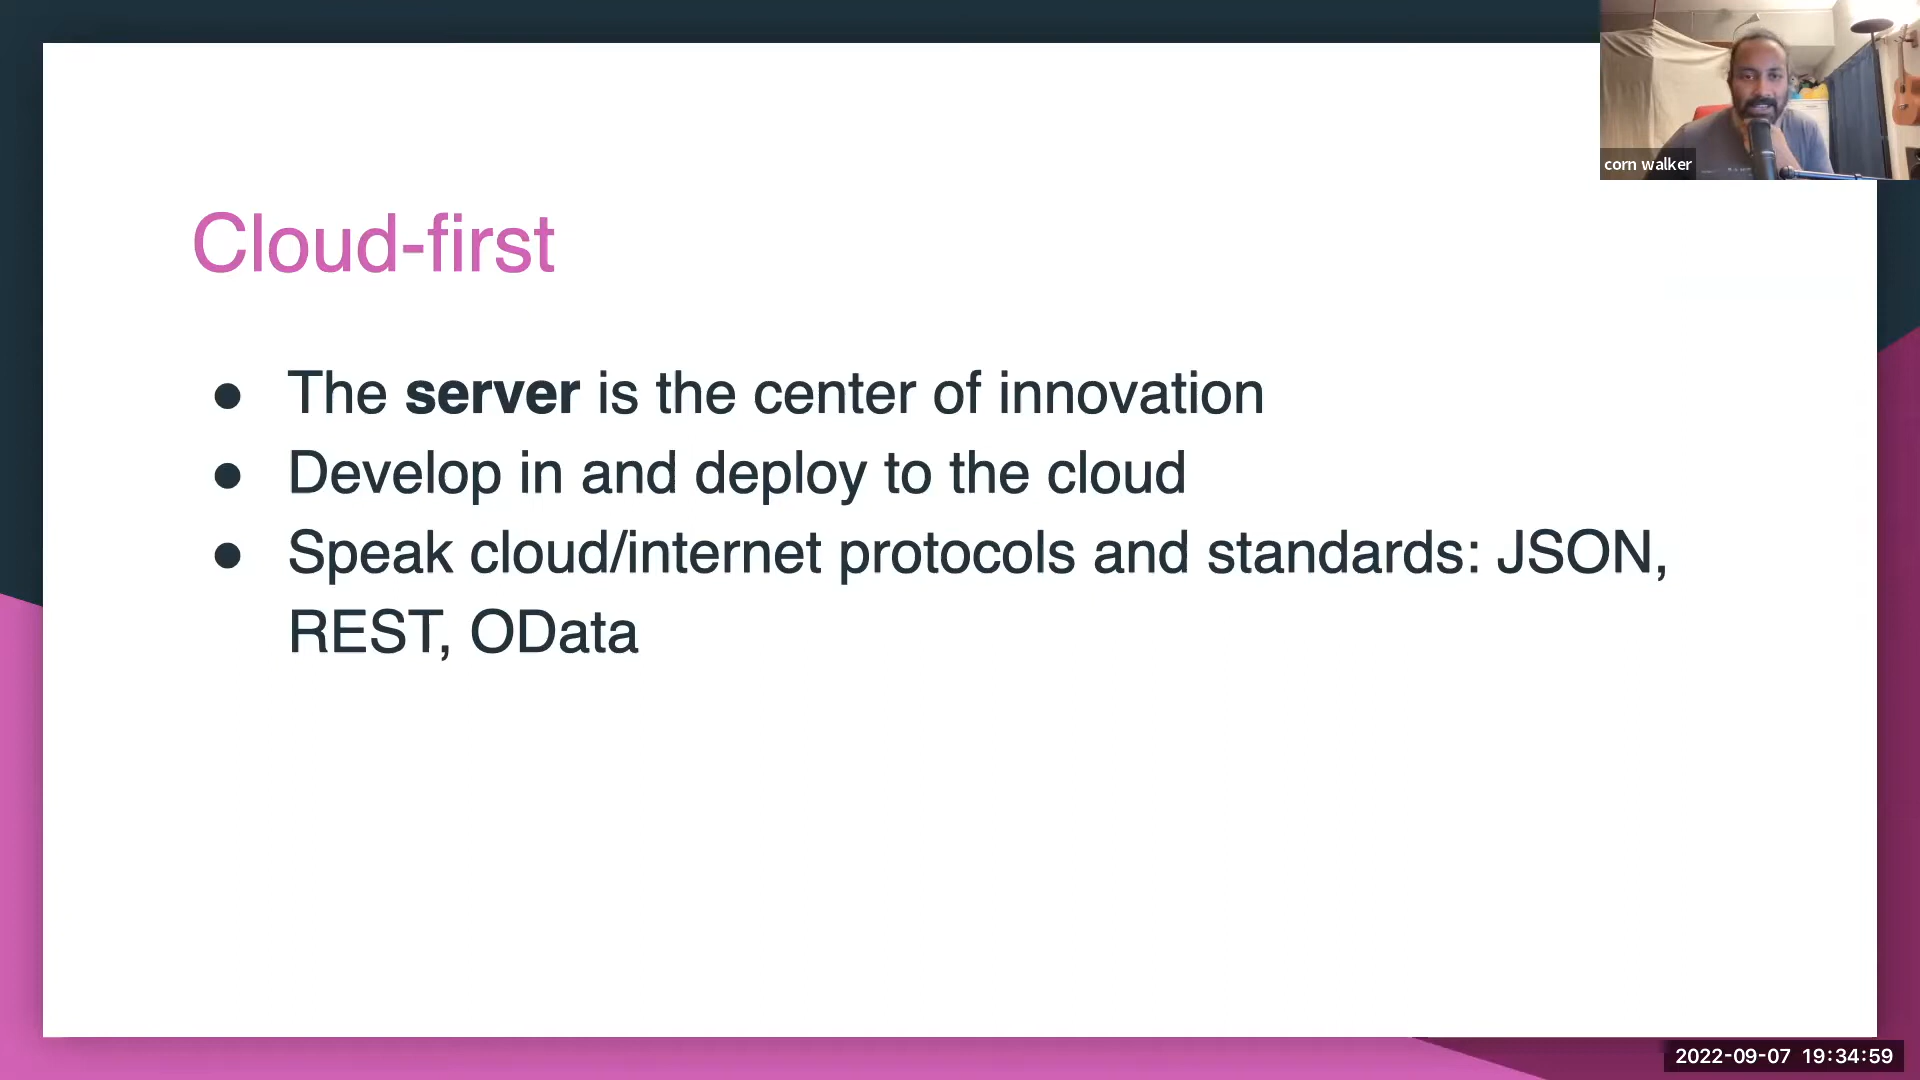 corn walker
Cloud-first
● The server is the center of innovation
● Develop in and deploy to the cloud
● Speak cloud/internet protocols and standards: JSON,
REST, OData
2022-09-07 19:34:59